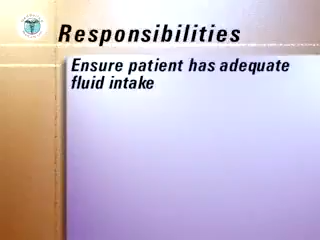 Responsibilities
Ensure patient has adequate
fluid intake